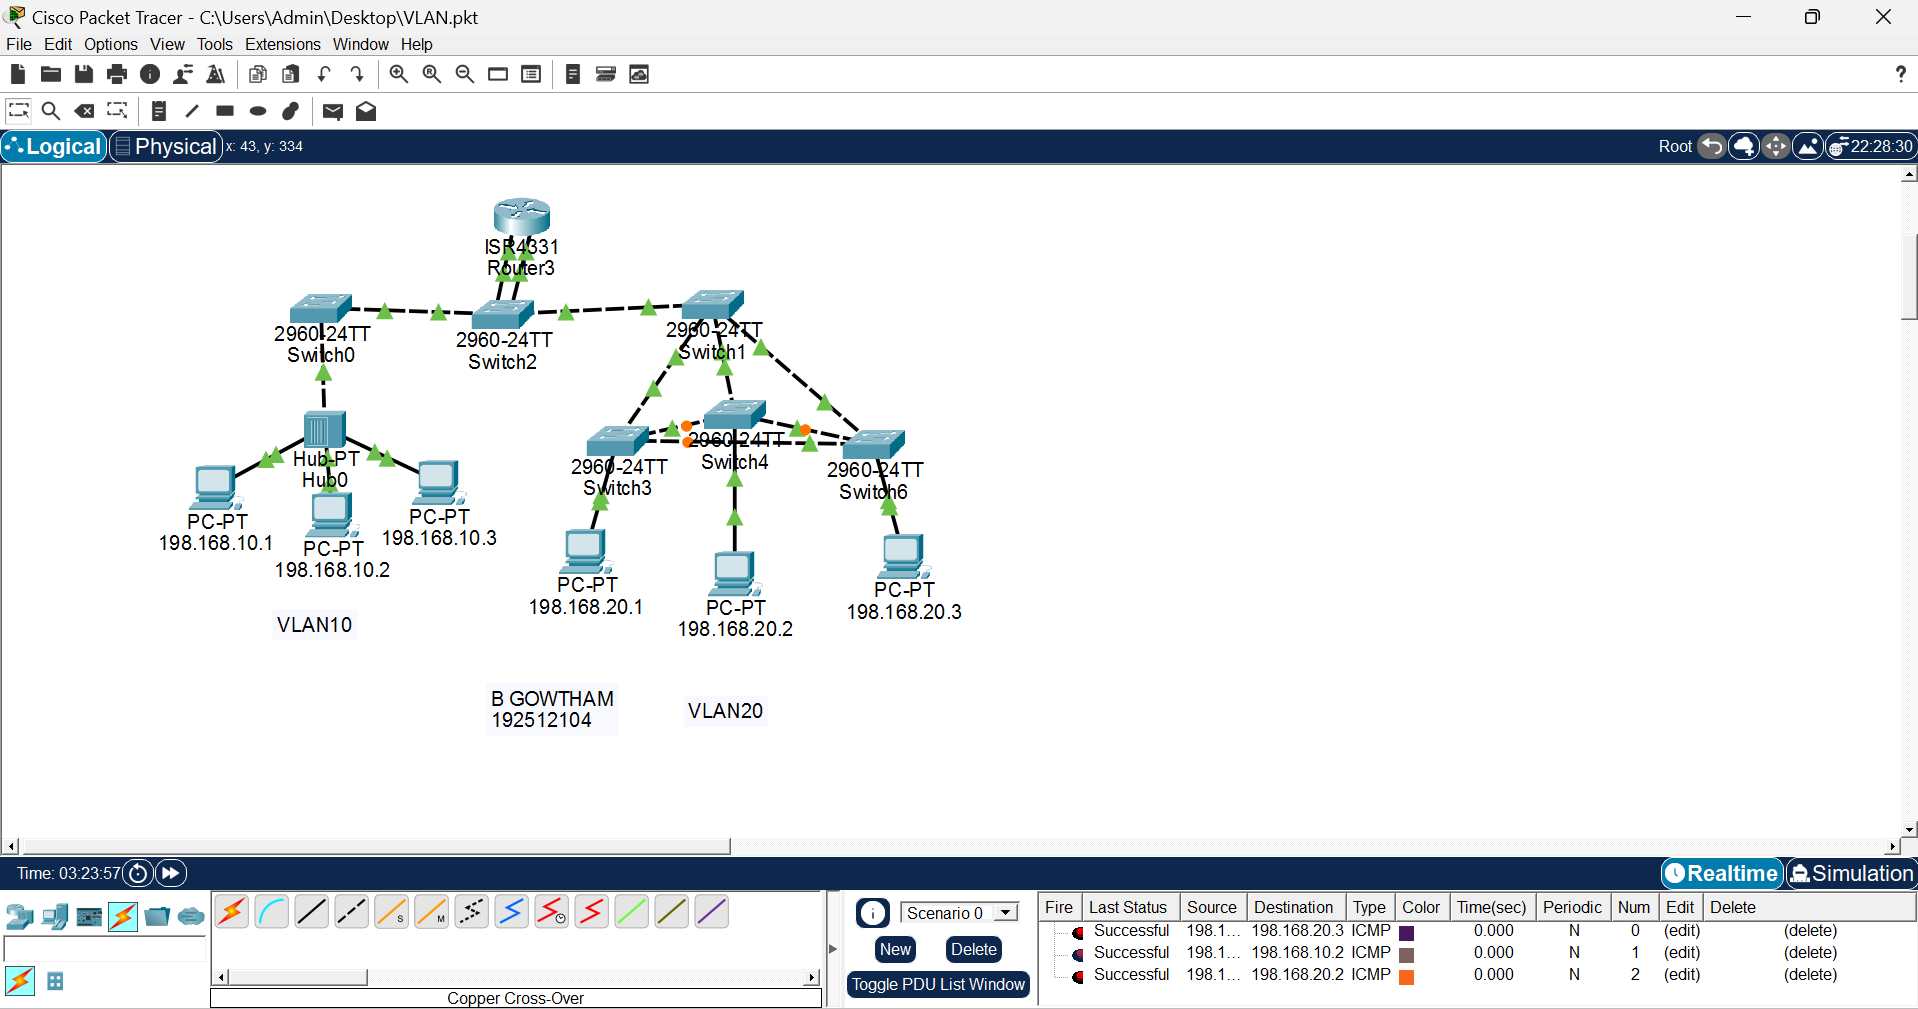 Cisco Packet Tracer - C:\Users\Admin\Desktop\VLAN.pkt
File Edit Options View Tools Extensions Window Help
?
Logical Physical x: 43, y: 334 Root 22:28:30
ISR4331
Router3
2960-24TT
Switch0
2960-24TT
Switch2
2960-24TT
Switch1
Hub-PT
Hub0
2960-24TT
Switch3
2960-24TT
Switch4
2960-24TT
Switch6
PC-PT
198.168.10.1
PC-PT
198.168.10.2
PC-PT
198.168.10.3
PC-PT
198.168.20.1
PC-PT
198.168.20.2
PC-PT
198.168.20.3
VLAN10
B GOWTHAM
192512104
VLAN20
Time: 03:23:57 Realtime Simulation
S M
Copper Cross-Over
Scenario 0
New Delete
Toggle PDU List Window
Fire Last Status Source Destination Type Color Time(sec) Periodic Num Edit Delete
Successful 198.1... 198.168.20.3 ICMP 0.000 N 0 (edit) (delete)
Successful 198.1... 198.168.10.2 ICMP 0.000 N 1 (edit) (delete)
Successful 198.1... 198.168.20.2 ICMP 0.000 N 2 (edit) (delete)